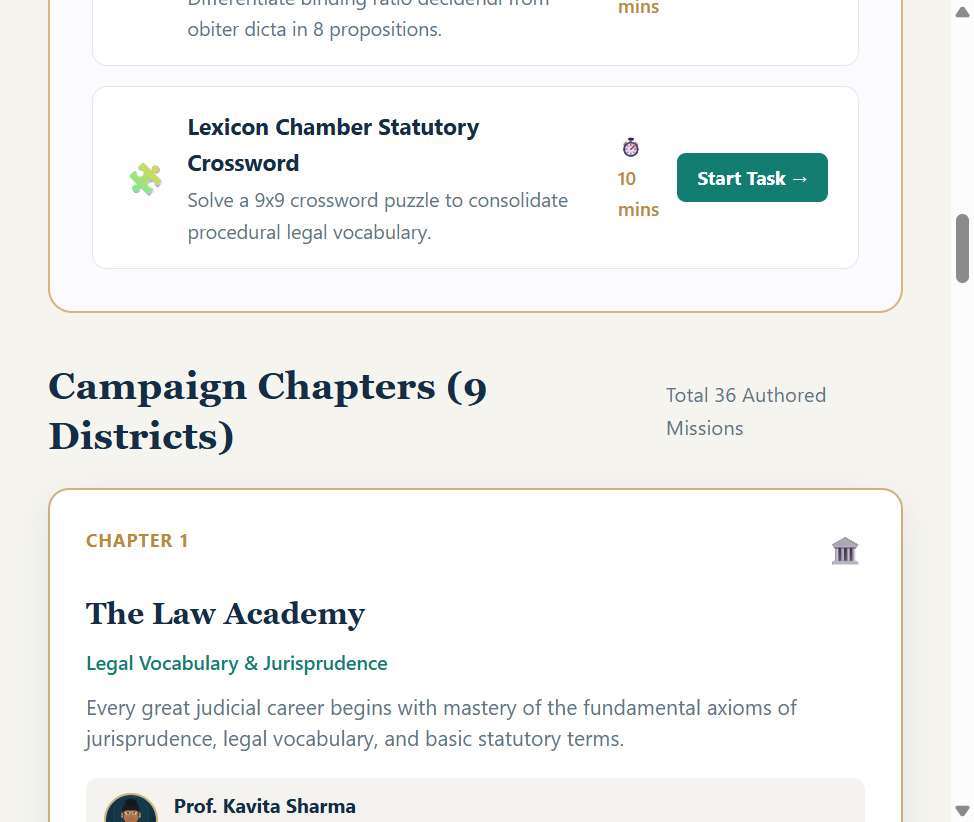 Differentiate binding ratio decidendi from
obiter dicta in 8 propositions.
mins
Lexicon Chamber Statutory
Crossword
Solve a 9x9 crossword puzzle to consolidate
procedural legal vocabulary.
10
mins
Start Task →
Campaign Chapters (9
Districts)
Total 36 Authored
Missions
CHAPTER 1
The Law Academy
Legal Vocabulary & Jurisprudence
Every great judicial career begins with mastery of the fundamental axioms of
jurisprudence, legal vocabulary, and basic statutory terms.
Prof. Kavita Sharma